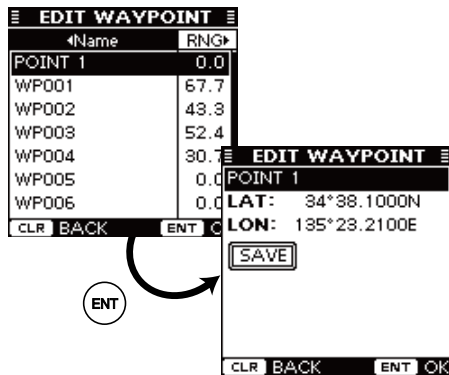 EDIT WAYPOINT
◂Name RNG▸
POINT 1 0.0
WP001 67.7
WP002 43.3
WP003 52.4
WP004 30.7
WP005 0.0
WP006 0.0
CLR BACK ENT
ENT
EDIT WAYPOINT
POINT 1
LAT: 34°38.1000N
LON: 135°23.2100E
SAVE
CLR BACK ENT OK